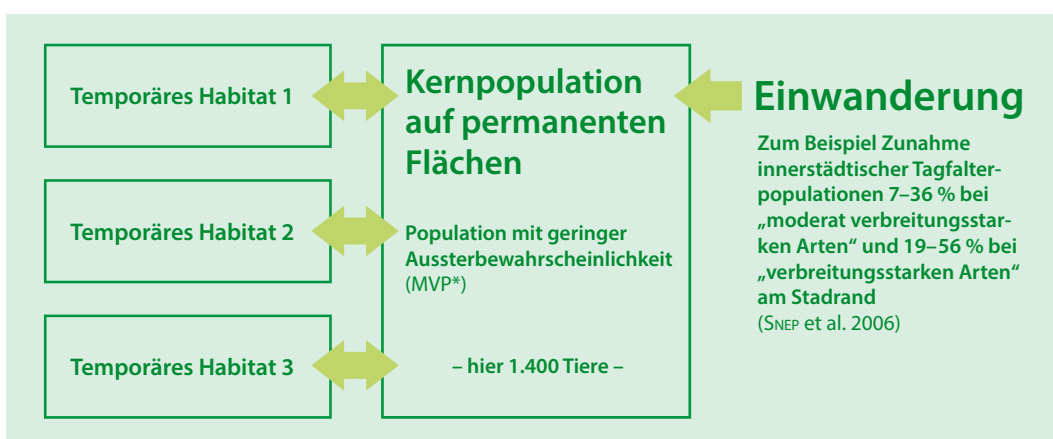 Temporäres Habitat 1
Temporäres Habitat 2
Temporäres Habitat 3
Kernpopulation
auf permanenten
Flächen
Population mit geringer
Aussterbewahrscheinlichkeit
(MVP*)
– hier 1.400 Tiere –
Einwanderung
Zum Beispiel Zunahme
innerstädtischer Tagfalter-
populationen 7–36 % bei
„moderat verbreitungsstar-
ken Arten“ und 19–56 % bei
„verbreitungsstarken Arten“
am Stadrand
(Snep et al. 2006)